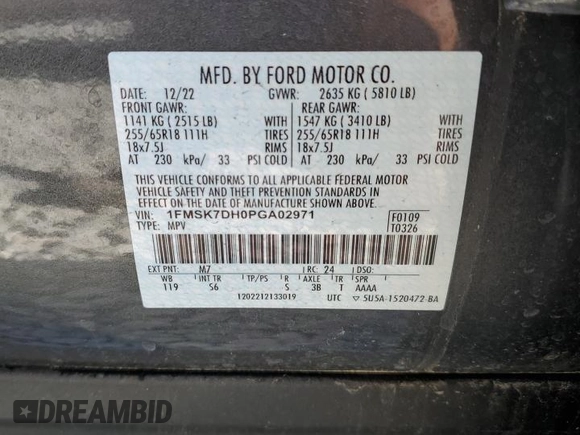 MFD. BY FORD MOTOR CO.
DATE: 12/22 GVWR: 2635 KG ( 5810 LB)
FRONT GAWR: REAR GAWR:
1141 KG ( 2515 LB) WITH 1547 KG ( 3410 LB) WITH
255/65R18 111H TIRES 255/65R18 111H TIRES
18x7.5J RIMS 18x7.5J RIMS
AT 230 kPa/ 33 PSI COLD AT 230 kPa/ 33 PSI COLD
THIS VEHICLE CONFORMS TO ALL APPLICABLE FEDERAL MOTOR
VEHICLE SAFETY AND THEFT PREVENTION STANDARDS IN
EFFECT ON THE DATE OF MANUFACTURE SHOWN ABOVE.
VIN: 1FMSK7DH0PGA02971 F0109
TYPE: MPV T0326
EXT PNT: M7 RC: 24 DSO:
WB INT TR TP/PS R AXLE TR SPR
119 S6 S 3B T AAAA
1202212133019 UTC ▽ 5U5A-1520472-BA
DREAMBID